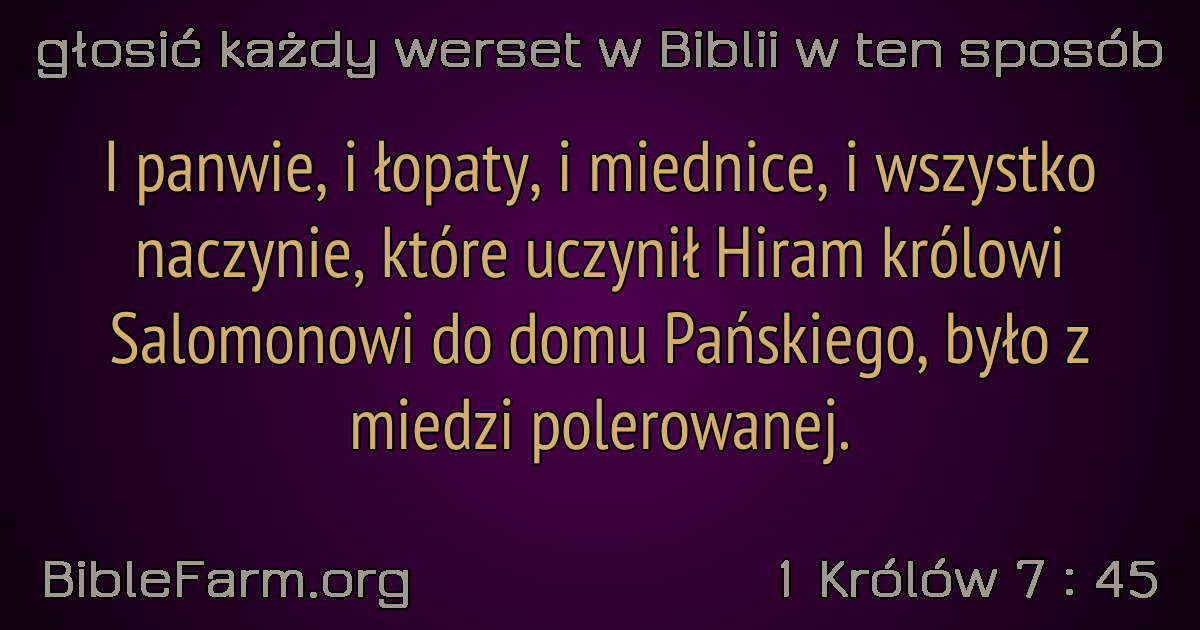 głosić każdy werset w Biblii w ten sposób
I panwie, i łopaty, i miednice, i wszystko
naczynie, które uczynił Hiram królowi
Salomonowi do domu Pańskiego, było z
miedzi polerowanej.
BibleFarm.org
1 Królów 7 : 45